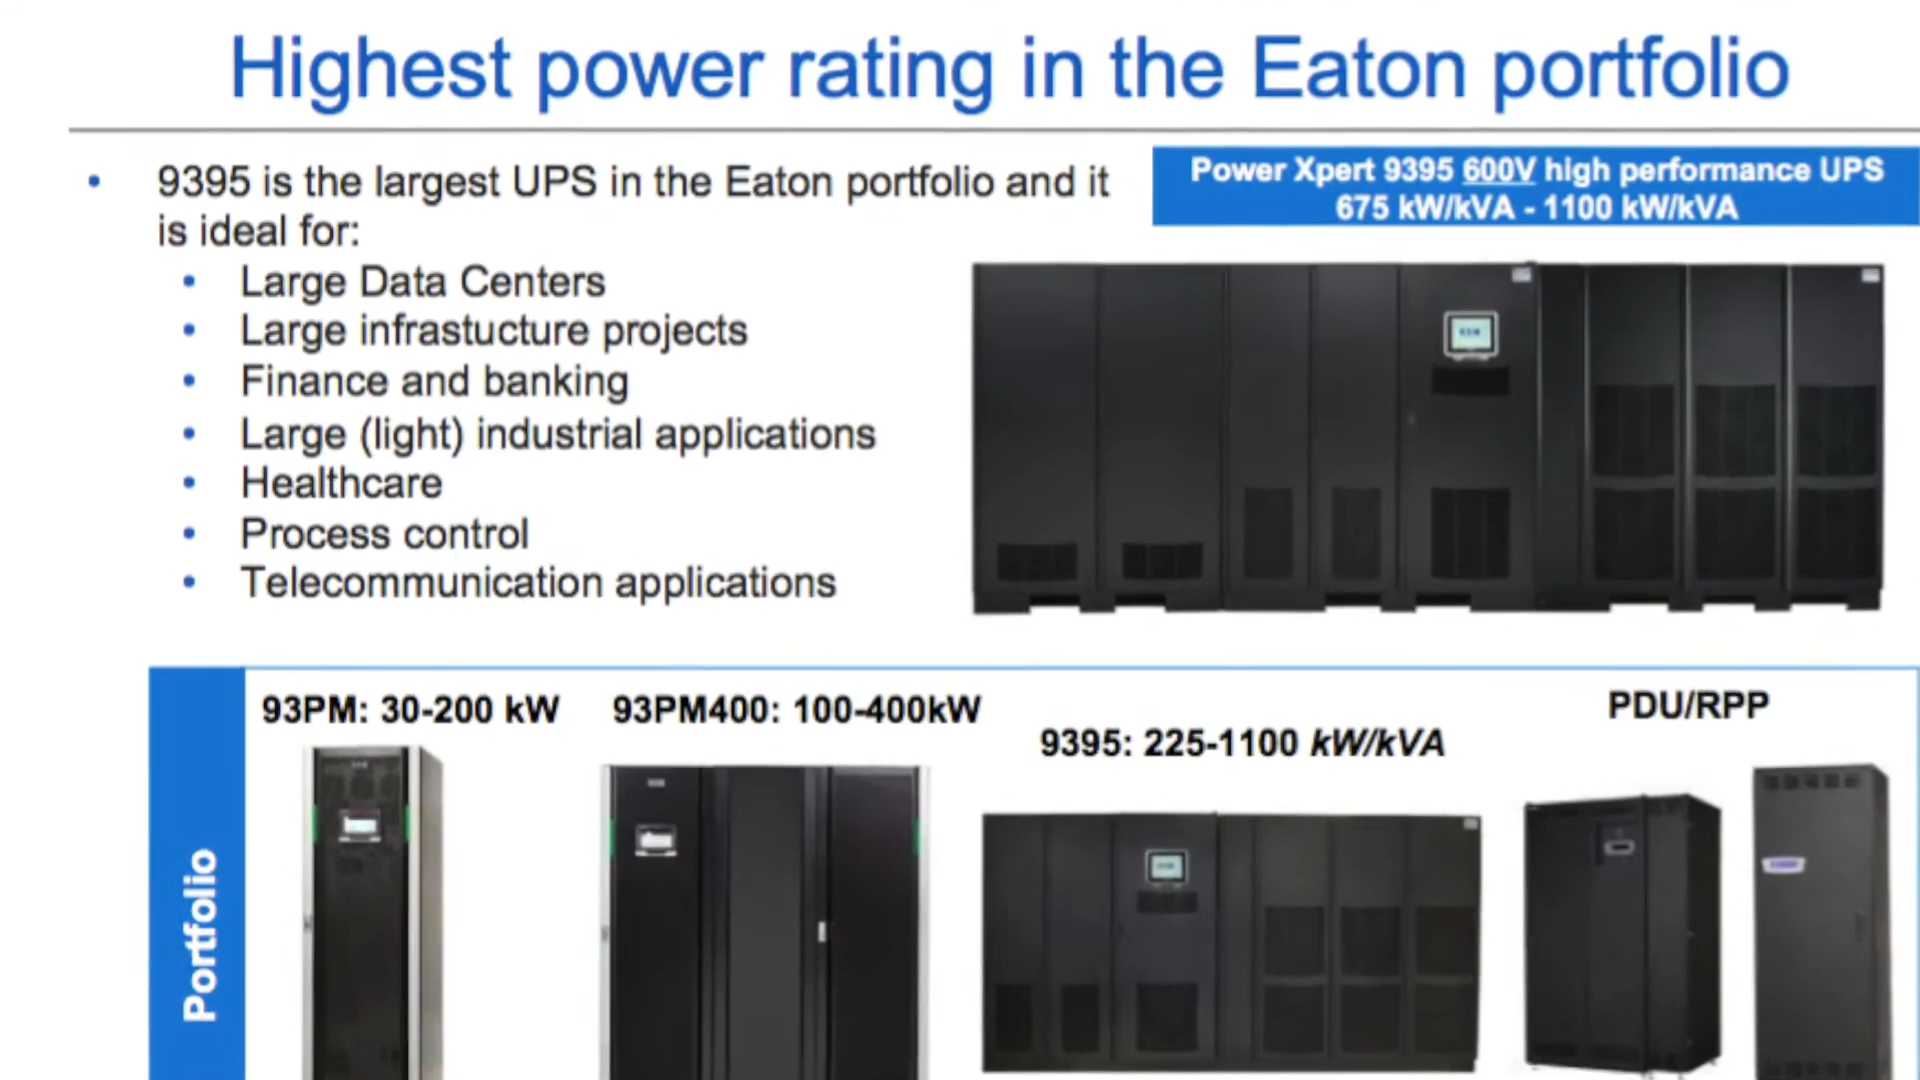 Highest power rating in the Eaton portfolio
• 9395 is the largest UPS in the Eaton portfolio and it
is ideal for:
• Large Data Centers
• Large infrastucture projects
• Finance and banking
• Large (light) industrial applications
• Healthcare
• Process control
• Telecommunication applications
Power Xpert 9395 600V high performance UPS
675 kW/kVA - 1100 kW/kVA
Portfolio
93PM: 30-200 kW
93PM400: 100-400kW
9395: 225-1100 kW/kVA
PDU/RPP